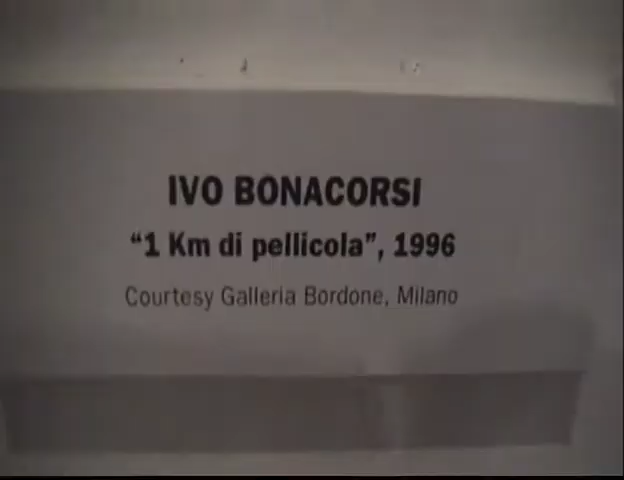 IVO BONACORSI
“1 Km di pellicola”, 1996
Courtesy Galleria Bordone, Milano